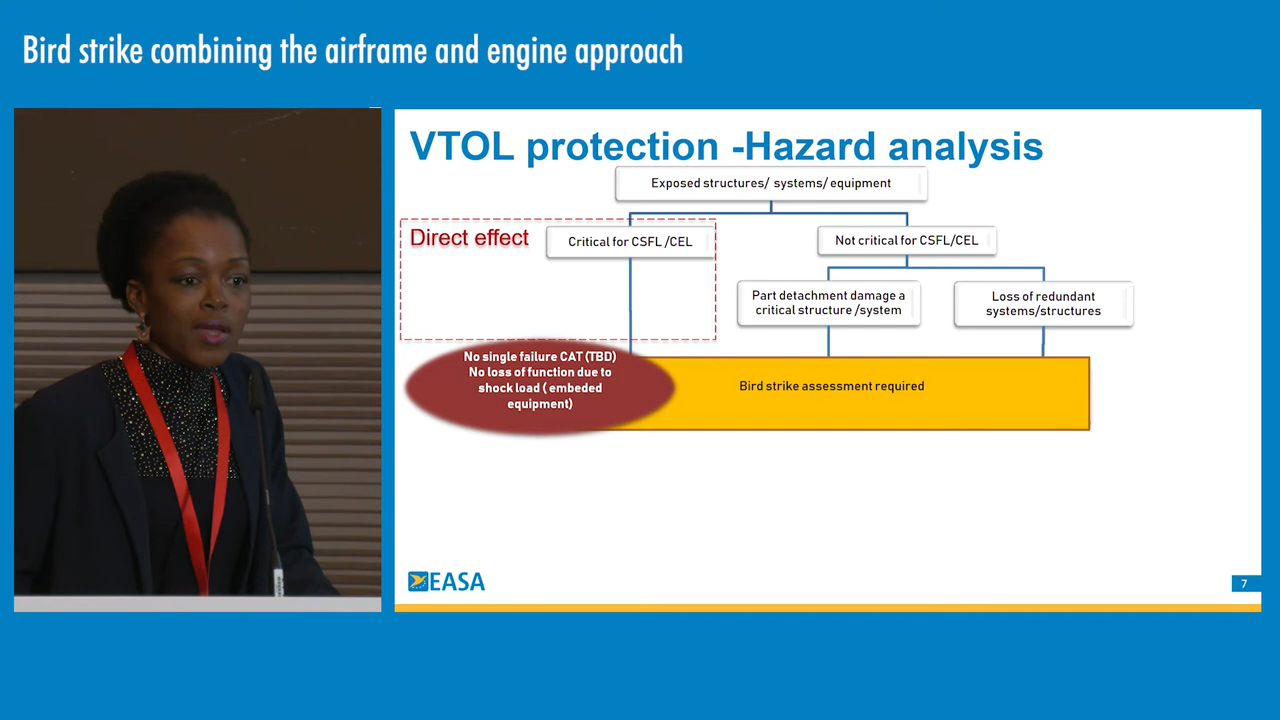 Bird strike combining the airframe and engine approach
VTOL protection -Hazard analysis
Exposed structures/ systems/ equipment
Direct effect
Critical for CSFL /CEL
Not critical for CSFL/CEL
Part detachment damage a
critical structure /system
Loss of redundant
systems/structures
No single failure CAT (TBD)
No loss of function due to
shock load ( embeded
equipment)
Bird strike assessment required
EASA
7